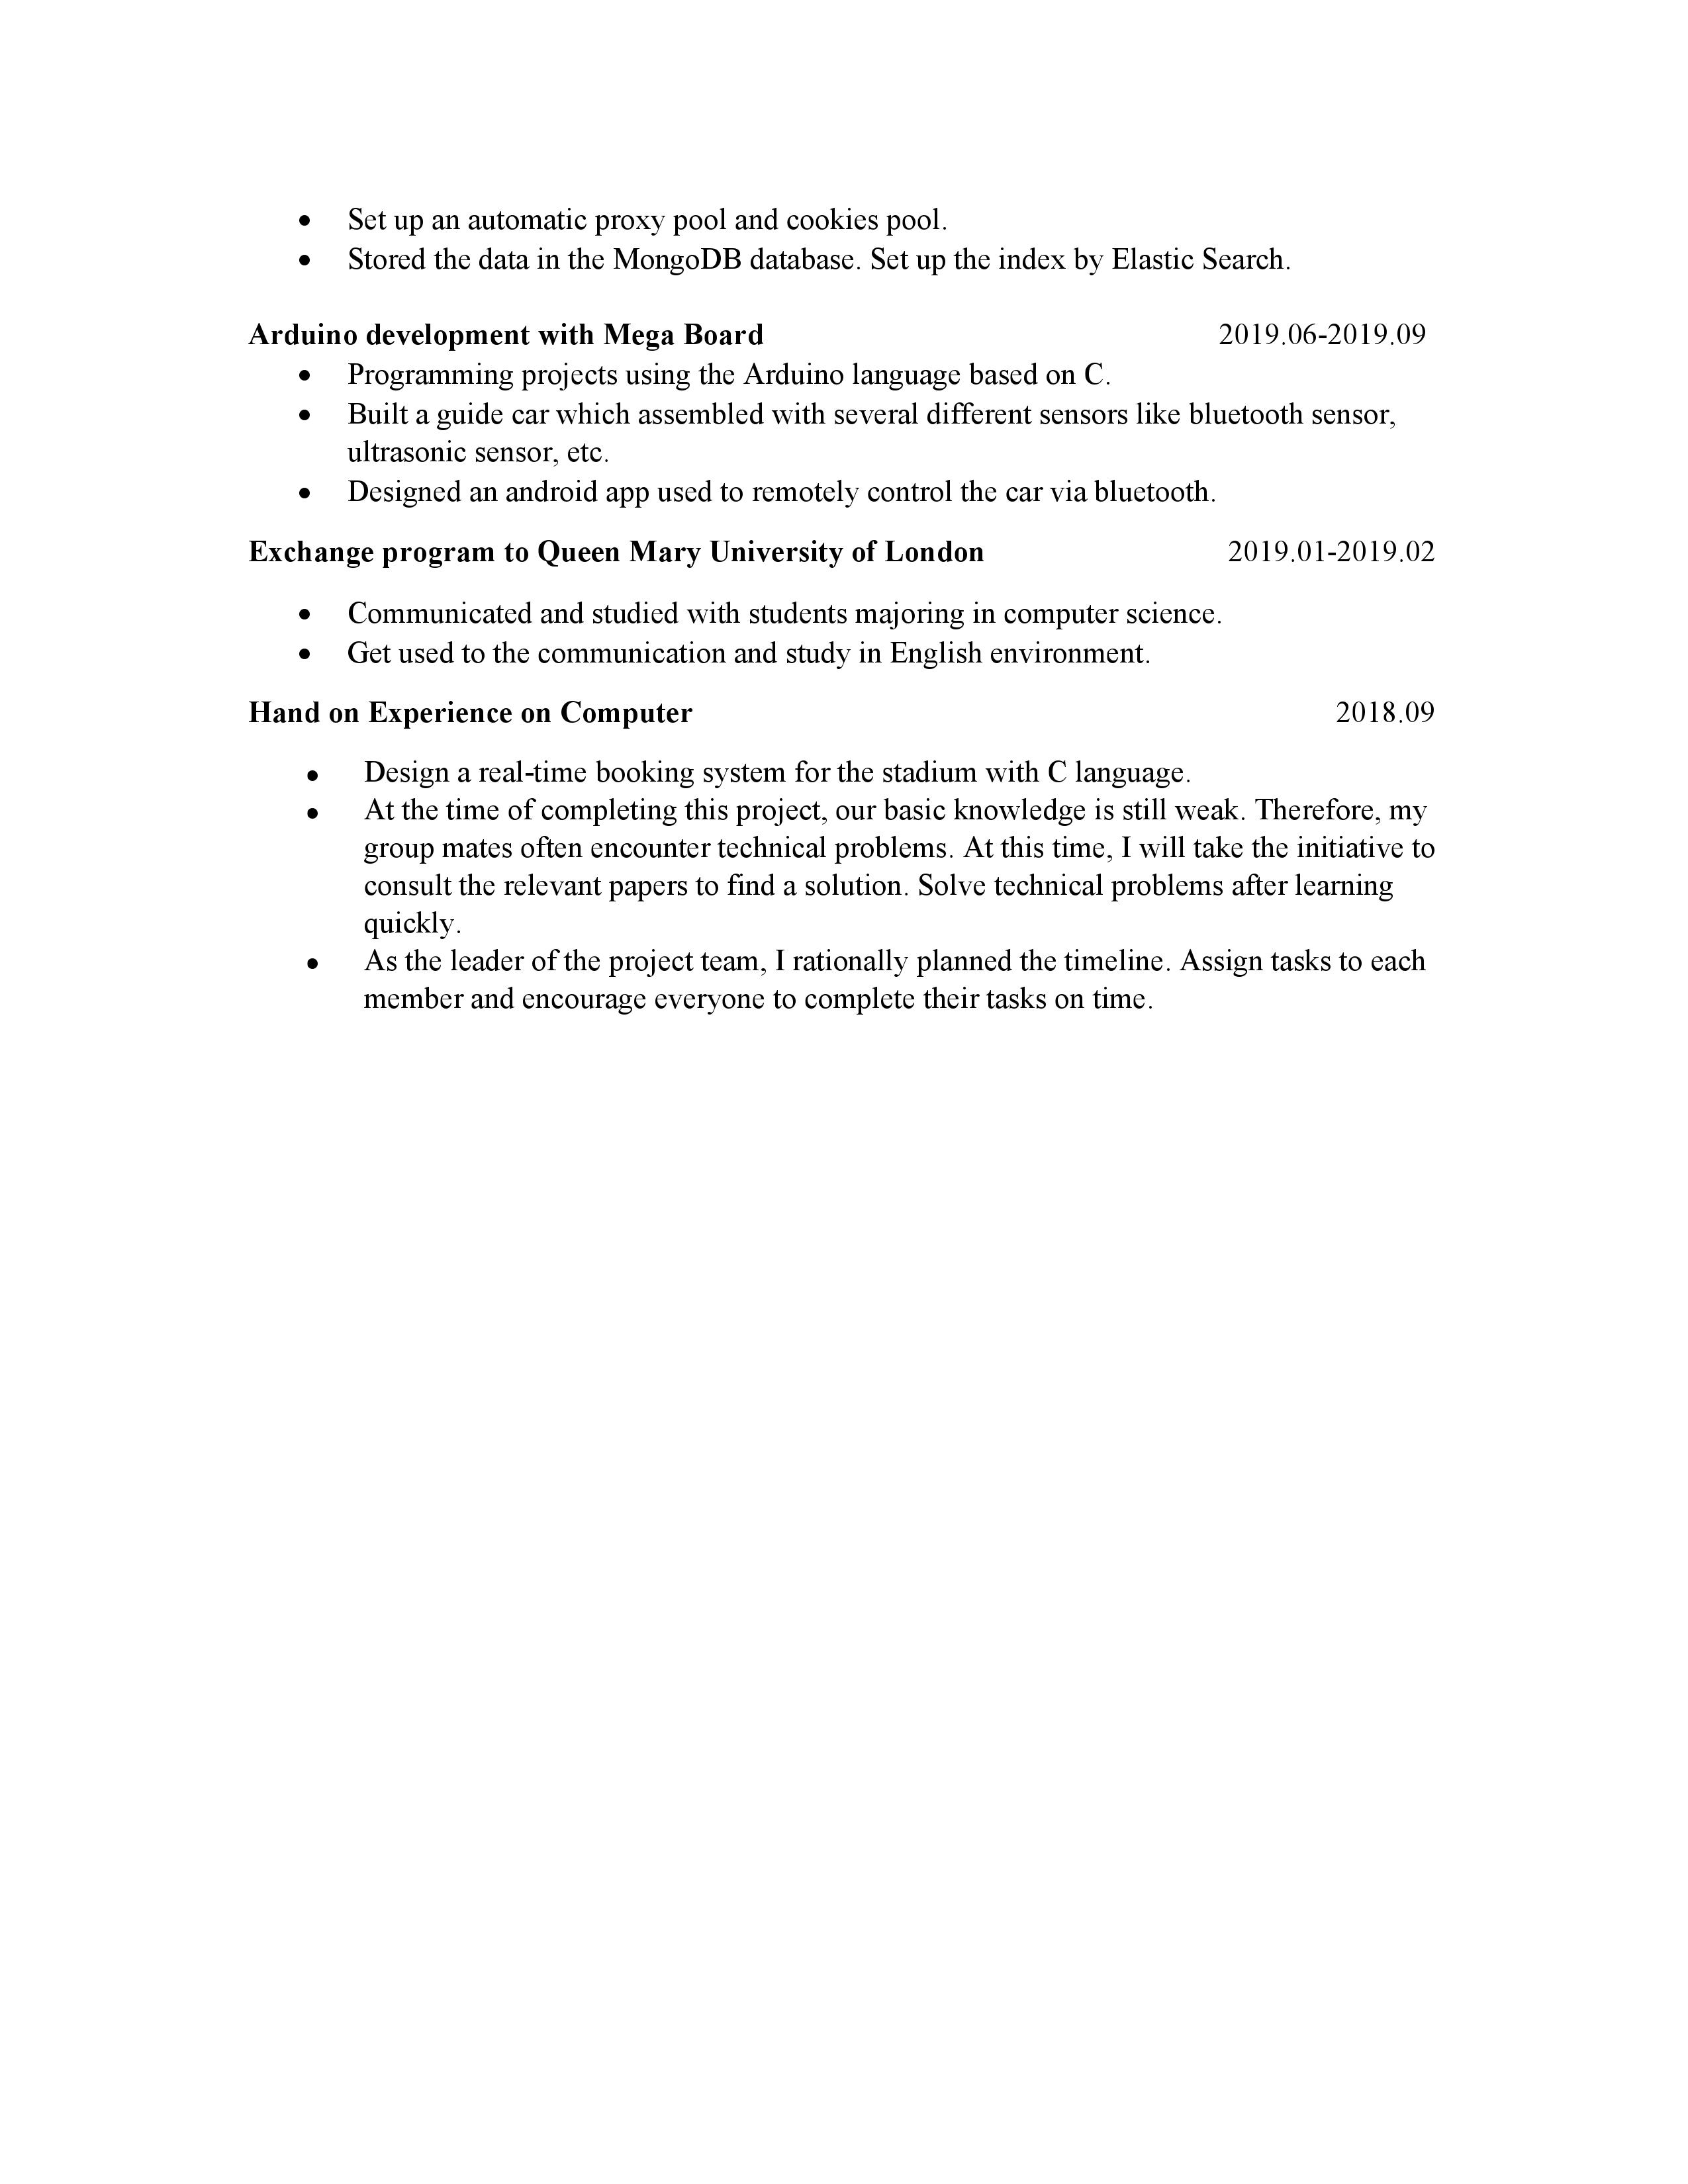 • Set up an automatic proxy pool and cookies pool.
• Stored the data in the MongoDB database. Set up the index by Elastic Search.
Arduino development with Mega Board 2019.06-2019.09
• Programming projects using the Arduino language based on C.
• Built a guide car which assembled with several different sensors like bluetooth sensor,
ultrasonic sensor, etc.
• Designed an android app used to remotely control the car via bluetooth.
Exchange program to Queen Mary University of London 2019.01-2019.02
• Communicated and studied with students majoring in computer science.
• Get used to the communication and study in English environment.
Hand on Experience on Computer 2018.09
• Design a real-time booking system for the stadium with C language.
• At the time of completing this project, our basic knowledge is still weak. Therefore, my
group mates often encounter technical problems. At this time, I will take the initiative to
consult the relevant papers to find a solution. Solve technical problems after learning
quickly.
• As the leader of the project team, I rationally planned the timeline. Assign tasks to each
member and encourage everyone to complete their tasks on time.